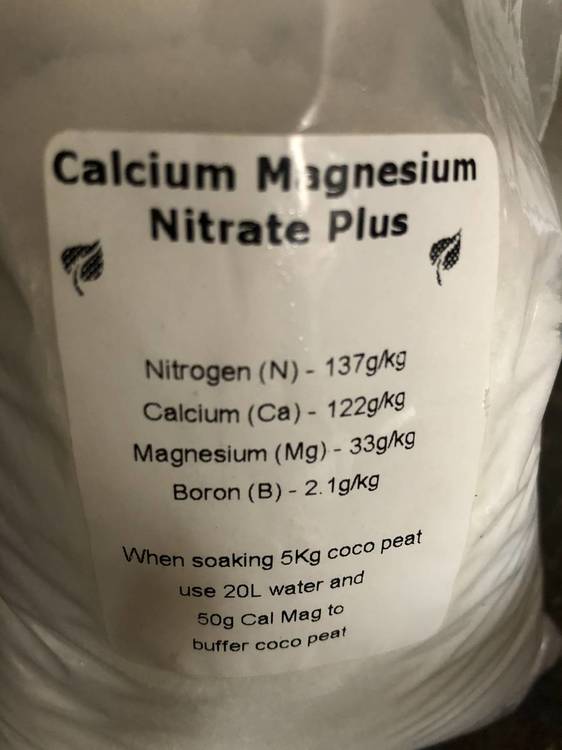 Calcium Magnesium
Nitrate Plus
Nitrogen (N) - 137g/kg
Calcium (Ca) - 122g/kg
Magnesium (Mg) - 33g/kg
Boron (B) - 2.1g/kg
When soaking 5Kg coco peat
use 20L water and
50g Cal Mag to
buffer coco peat